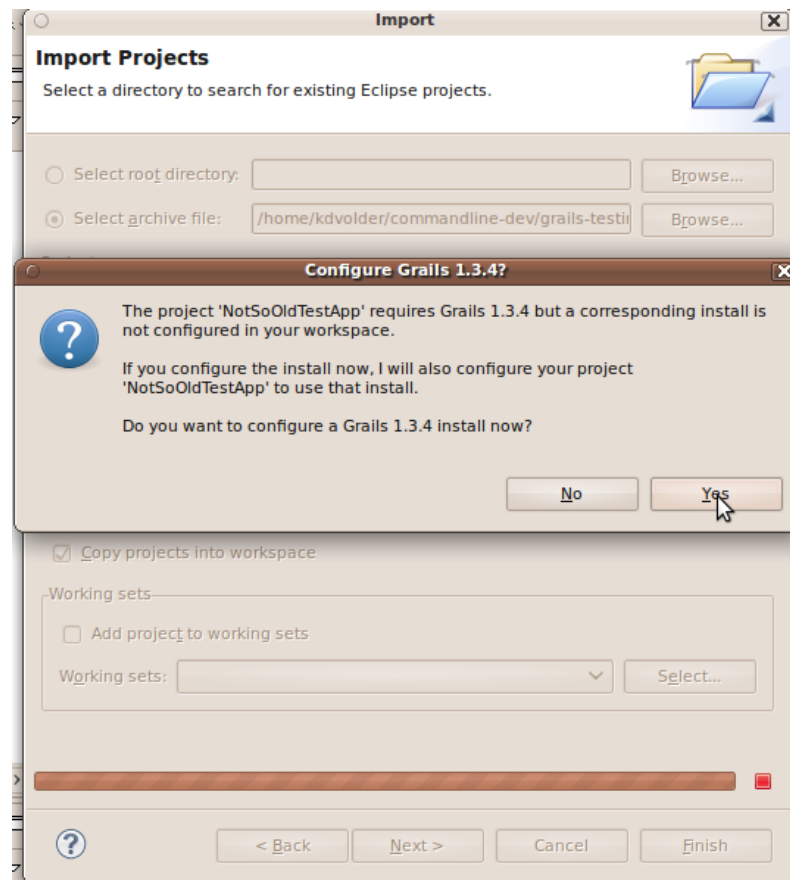 Import
Import Projects
Select a directory to search for existing Eclipse projects.
Select root directory:
Browse...
Select archive file: /home/kdvolder/commandline-dev/grails-testin
Browse...
Configure Grails 1.3.4?
The project 'NotSoOldTestApp' requires Grails 1.3.4 but a corresponding install is
not configured in your workspace.
If you configure the install now, I will also configure your project
'NotSoOldTestApp' to use that install.
Do you want to configure a Grails 1.3.4 install now?
No Yes
Copy projects into workspace
Working sets
Add project to working sets
Working sets: Select...
< Back Next > Cancel Finish